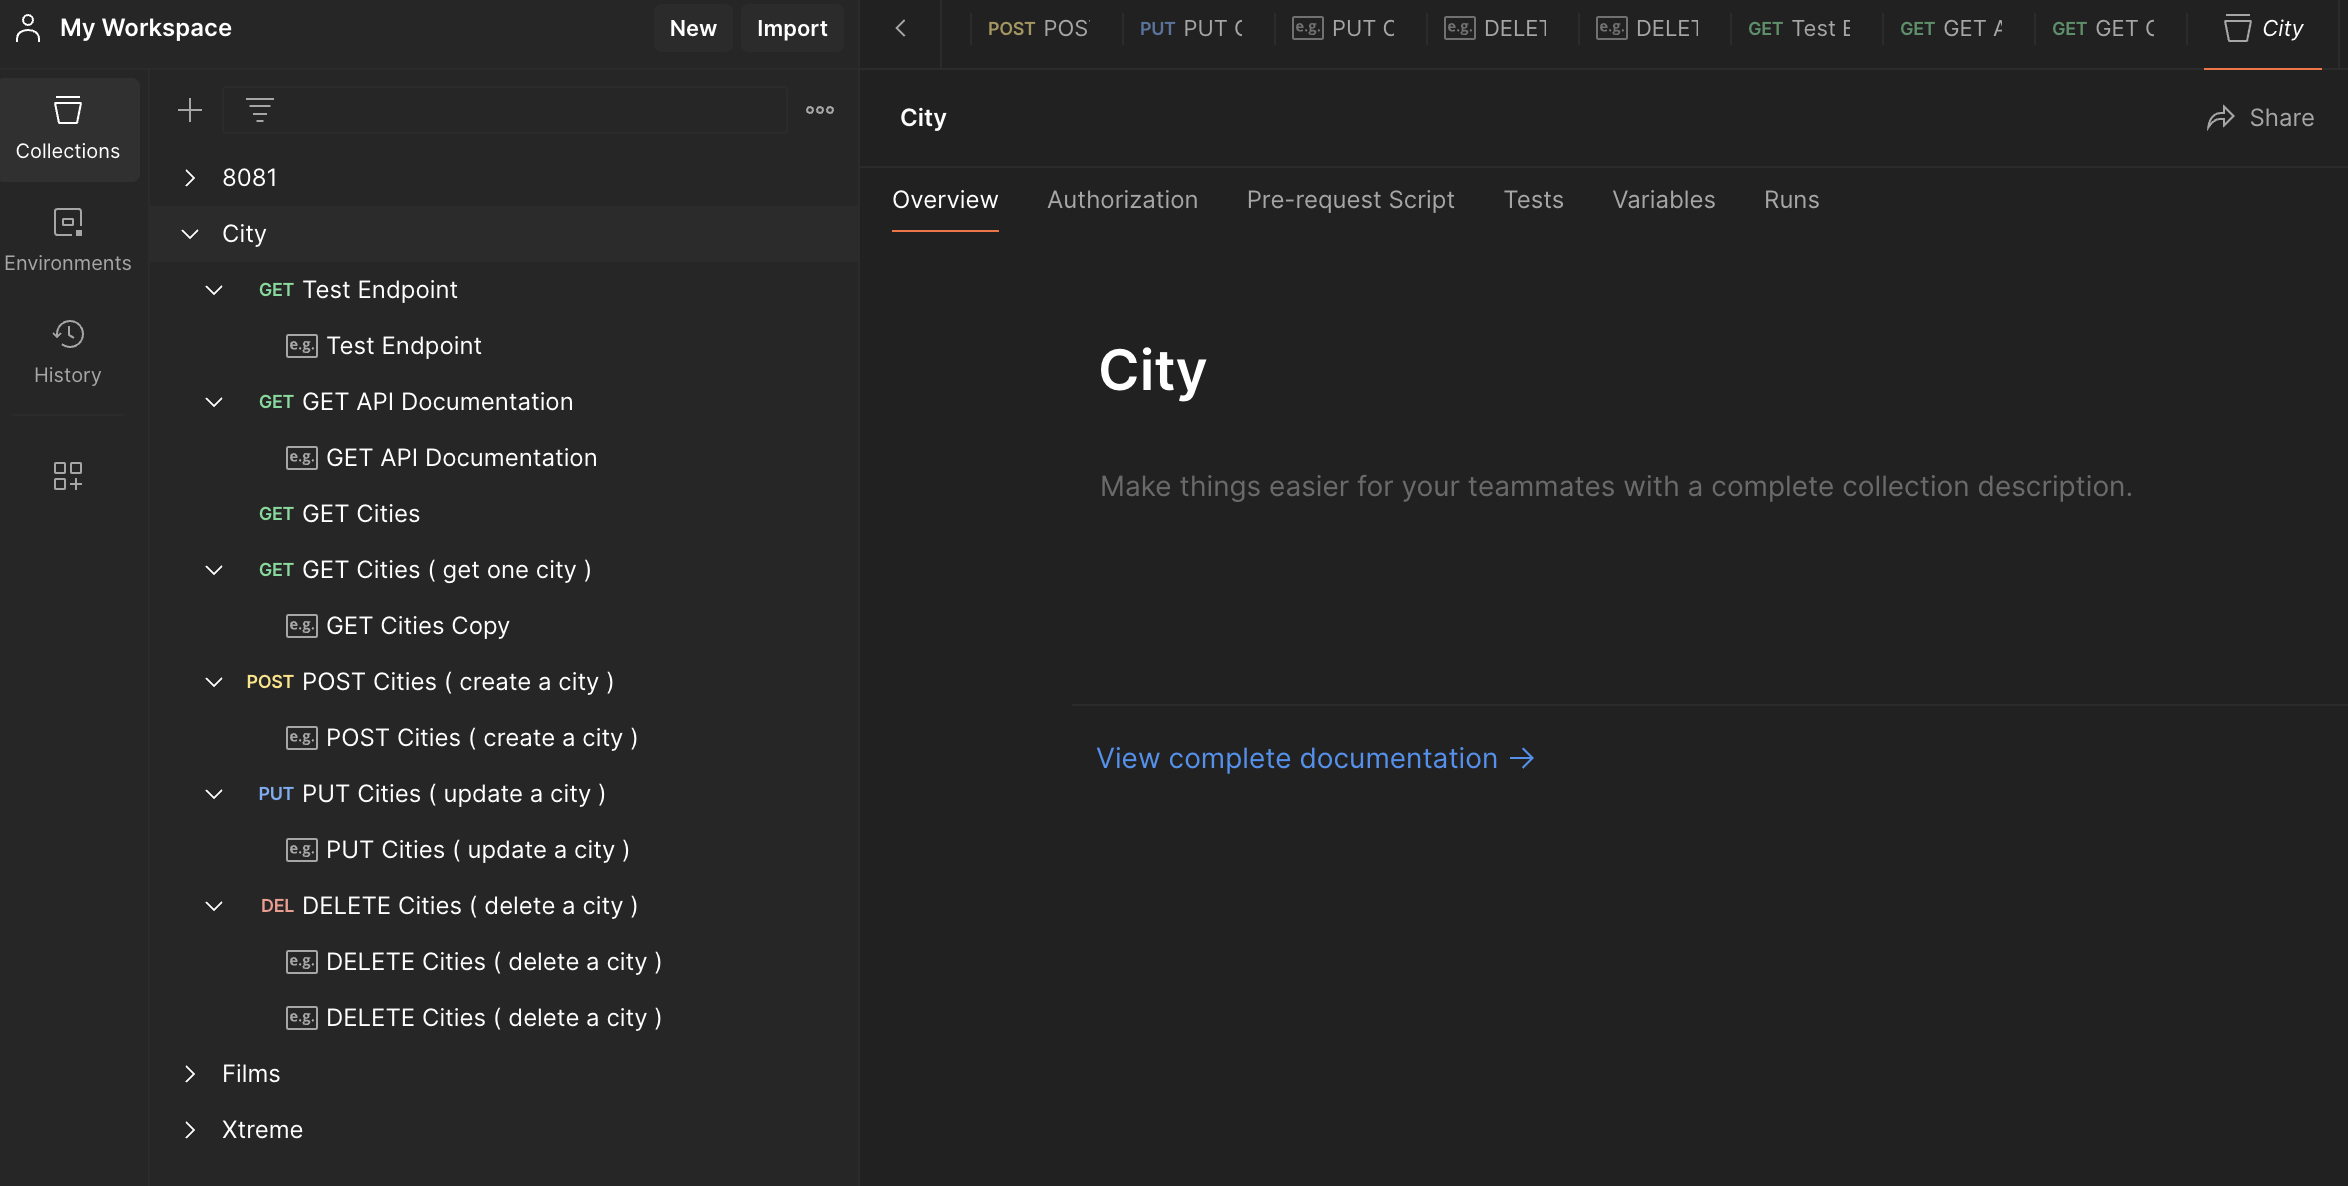 My Workspace
New
Import
POST POS
PUT PUT C
e.g. PUT C
e.g. DELET
e.g. DELET
GET Test E
GET GET A
GET GET C
City
Collections
Environments
History
8081
City
GET Test Endpoint
e.g. Test Endpoint
GET GET API Documentation
e.g. GET API Documentation
GET GET Cities
GET GET Cities ( get one city )
e.g. GET Cities Copy
POST POST Cities ( create a city )
e.g. POST Cities ( create a city )
PUT PUT Cities ( update a city )
e.g. PUT Cities ( update a city )
DEL DELETE Cities ( delete a city )
e.g. DELETE Cities ( delete a city )
e.g. DELETE Cities ( delete a city )
Films
Xtreme
City
Share
Overview
Authorization
Pre-request Script
Tests
Variables
Runs
City
Make things easier for your teammates with a complete collection description.
View complete documentation →